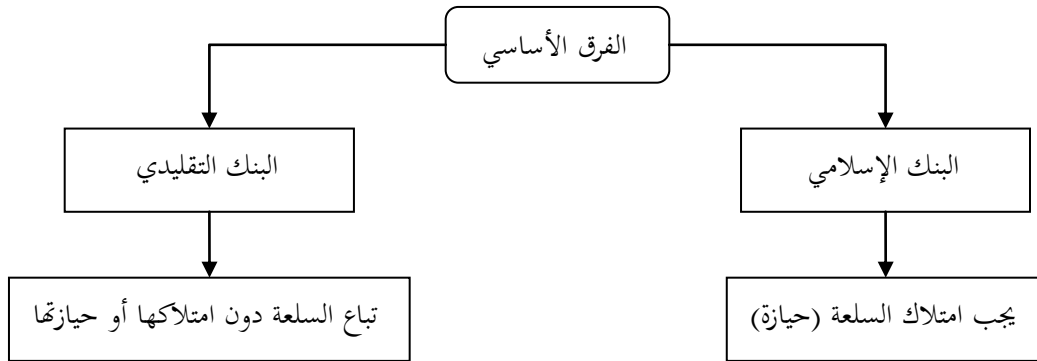 الفرق الأساسي
البنك الإسلامي
البنك التقليدي
يجب امتلاك السلعة (حيازة)
تباع السلعة دون امتلاكها أو حيازتها